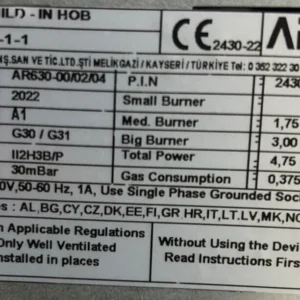 ILD - IN HOB
-1-1
CE 2430-22
Ş.SAN VE TİC.LTD.ŞTİ MELİKGAZİ / KAYSERİ / TÜRKİYE Tel : 0 352 322 30
AR630-00/02/04 P.I.N 2430
2022 Small Burner
A1 Med. Burner 1,75
G30 / G31 Big Burner 3,00
II2H3B/P Total Power 4,75
30mBar Gas Consumption 0,375
0V,50-60 Hz, 1A, Use Single Phase Grounded Soc
s : AL,BG,CY,CZ,DK,EE,FI,GR HR,IT,LT.LV,MK,NO
n Applicable Regulations
Only Well Ventilated
installed in places
Without Using the Devi
Read Instructions First